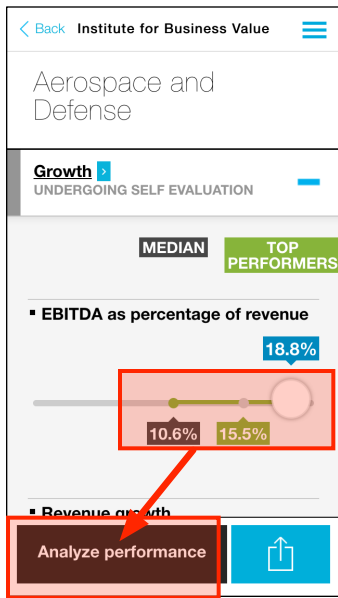 Back Institute for Business Value
Aerospace and
Defense
Growth
UNDERGOING SELF EVALUATION
MEDIAN
TOP
PERFORMERS
EBITDA as percentage of revenue
18.8%
10.6% 15.5%
Revenue growth
Analyze performance